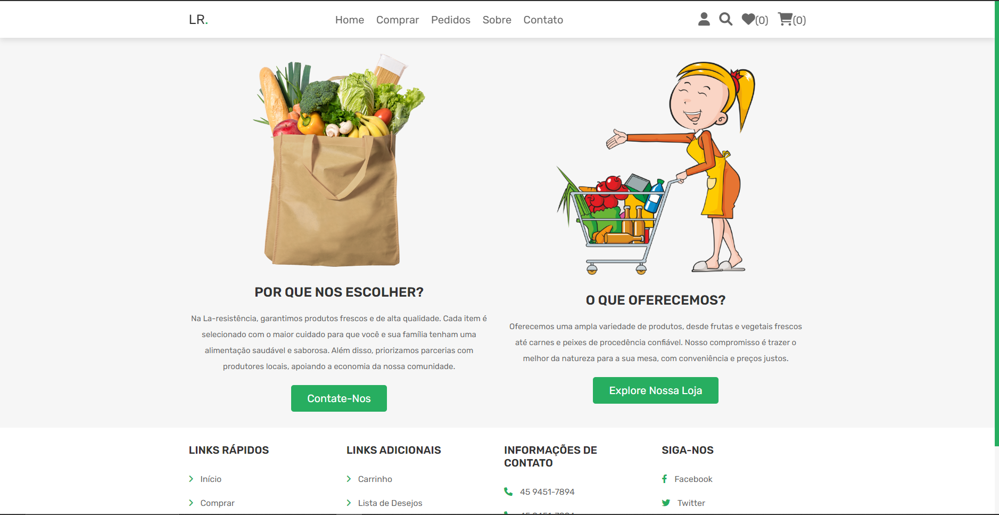 LR.
Home Comprar Pedidos Sobre Contato
(0) (0)
POR QUE NOS ESCOLHER?
Na La-resistência, garantimos produtos frescos e de alta qualidade. Cada item é
selecionado com o maior cuidado para que você e sua família tenham uma
alimentação saudável e saborosa. Além disso, priorizamos parcerias com
produtores locais, apoiando a economia da nossa comunidade.
Contate-Nos
O QUE OFERECEMOS?
Oferecemos uma ampla variedade de produtos, desde frutas e vegetais frescos
até carnes e peixes de procedência confiável. Nosso compromisso é trazer o
melhor da natureza para a sua mesa, com conveniência e preços justos.
Explore Nossa Loja
LINKS RÁPIDOS
Início
Comprar
LINKS ADICIONAIS
Carrinho
Lista de Desejos
INFORMAÇÕES DE
CONTATO
45 9451-7894
SIGA-NOS
Facebook
Twitter